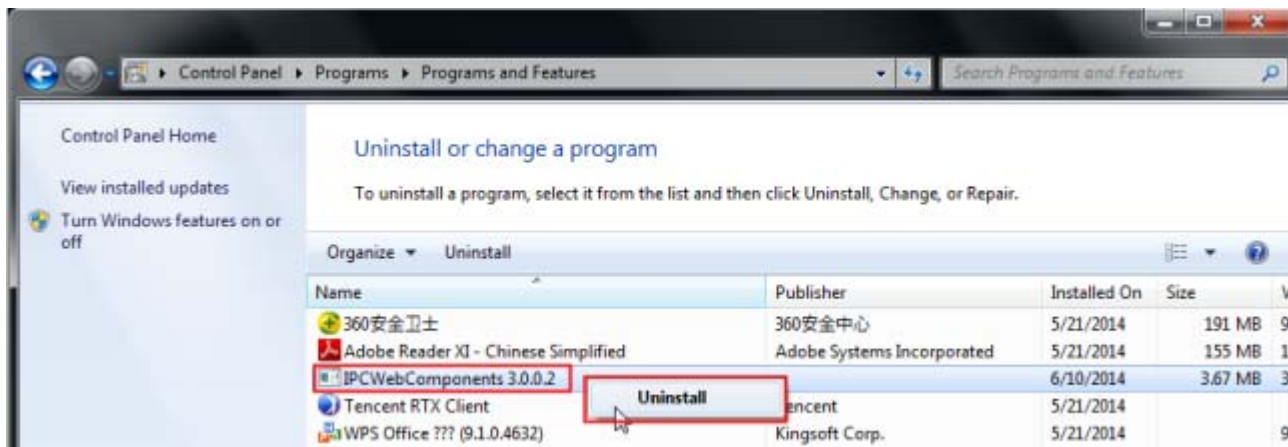 Control Panel ▸ Programs ▸ Programs and Features
Search Programs and Features
Control Panel Home
View installed updates
Turn Windows features on or
off
Uninstall or change a program
To uninstall a program, select it from the list and then click Uninstall, Change, or Repair.
Organize Uninstall
Name Publisher Installed On Size
360安全卫士 360安全中心 5/21/2014 191 MB 9
Adobe Reader XI - Chinese Simplified Adobe Systems Incorporated 5/21/2014 155 MB 1
IPCWebComponents 3.0.0.2 6/10/2014 3.67 MB 3
Uninstall
Tencent RTX Client encent 5/21/2014
WPS Office ??? (9.1.0.4632) Kingsoft Corp. 5/21/2014 9